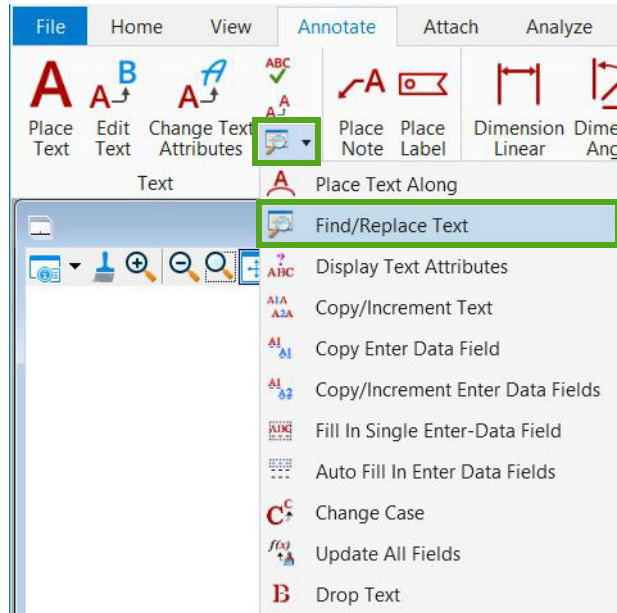 File Home View Annotate Attach Analyze
ABC
Place Text
Edit Text
Change Text Attributes
Place Note
Place Label
Dimension Linear
Text
Place Text Along
Find/Replace Text
Display Text Attributes
Copy/Increment Text
Copy Enter Data Field
Copy/Increment Enter Data Fields
Fill In Single Enter-Data Field
Auto Fill In Enter Data Fields
Change Case
Update All Fields
Drop Text